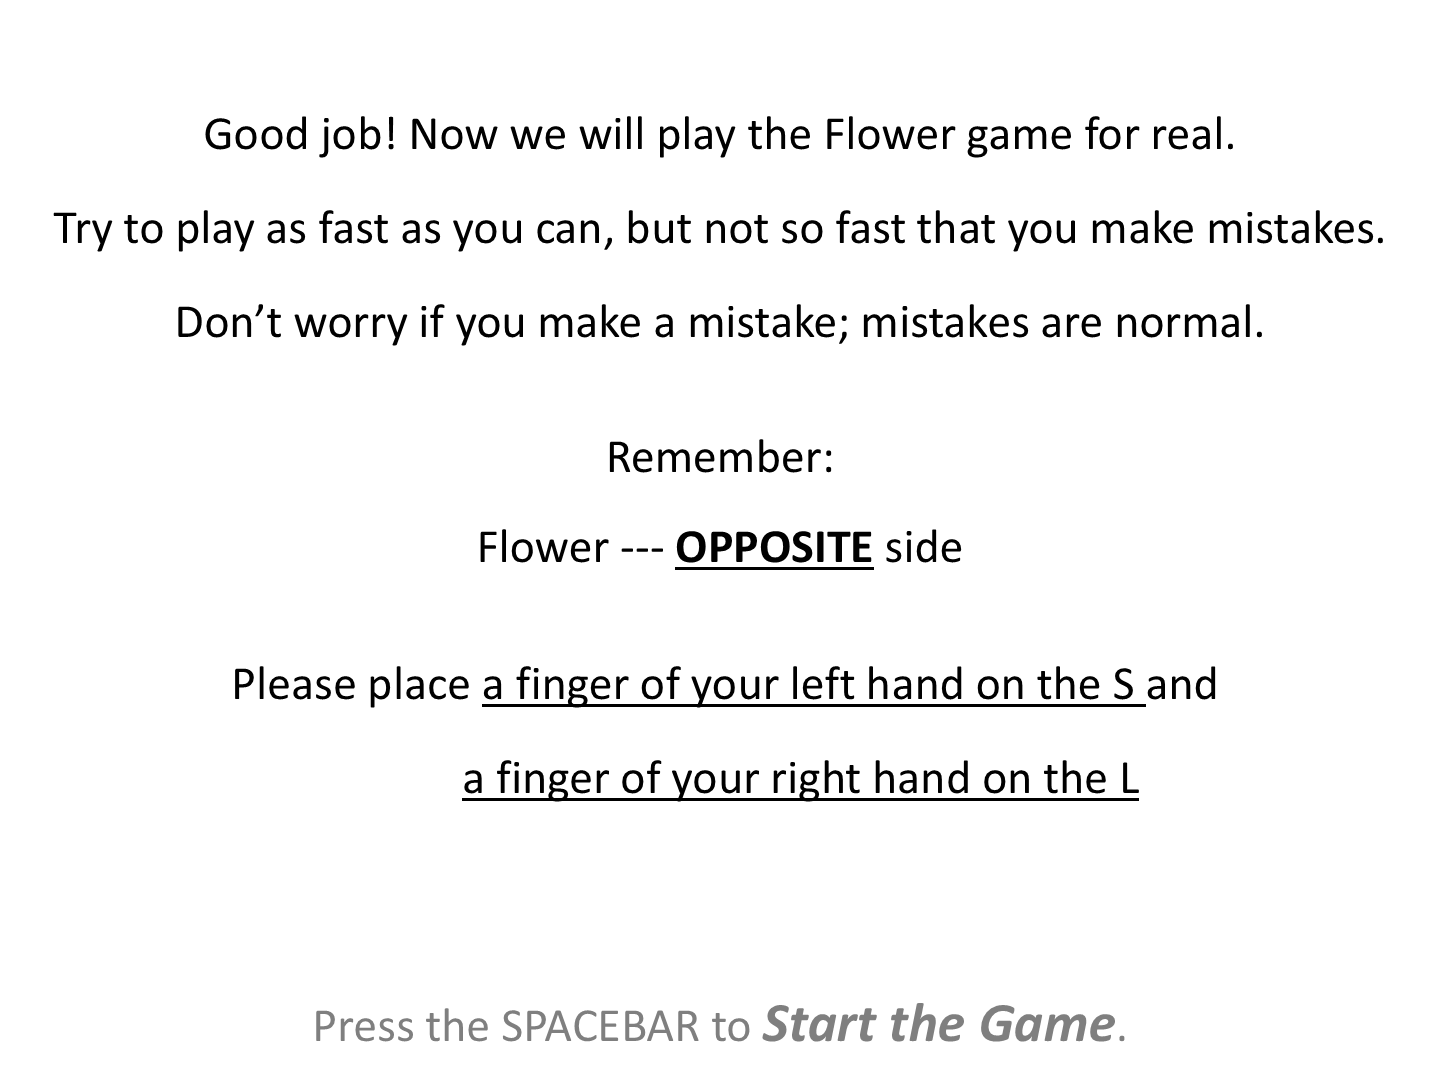 Good job! Now we will play the Flower game for real.
Try to play as fast as you can, but not so fast that you make mistakes.
Don’t worry if you make a mistake; mistakes are normal.
Remember:
Flower --- OPPOSITE side
Please place a finger of your left hand on the S and
a finger of your right hand on the L
Press the SPACEBAR to Start the Game.